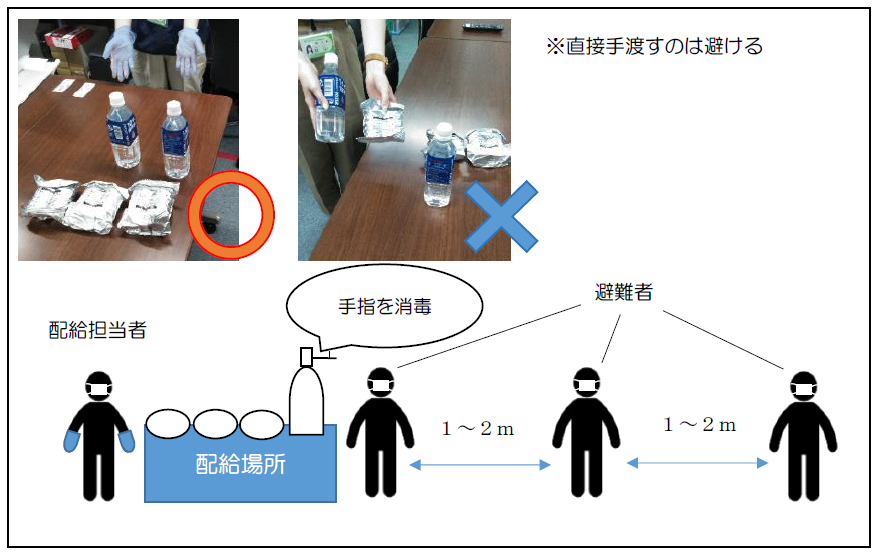 ※直接手渡すのは避ける
手指を消毒
避難者
配給担当者
1～2m
1～2m
配給場所